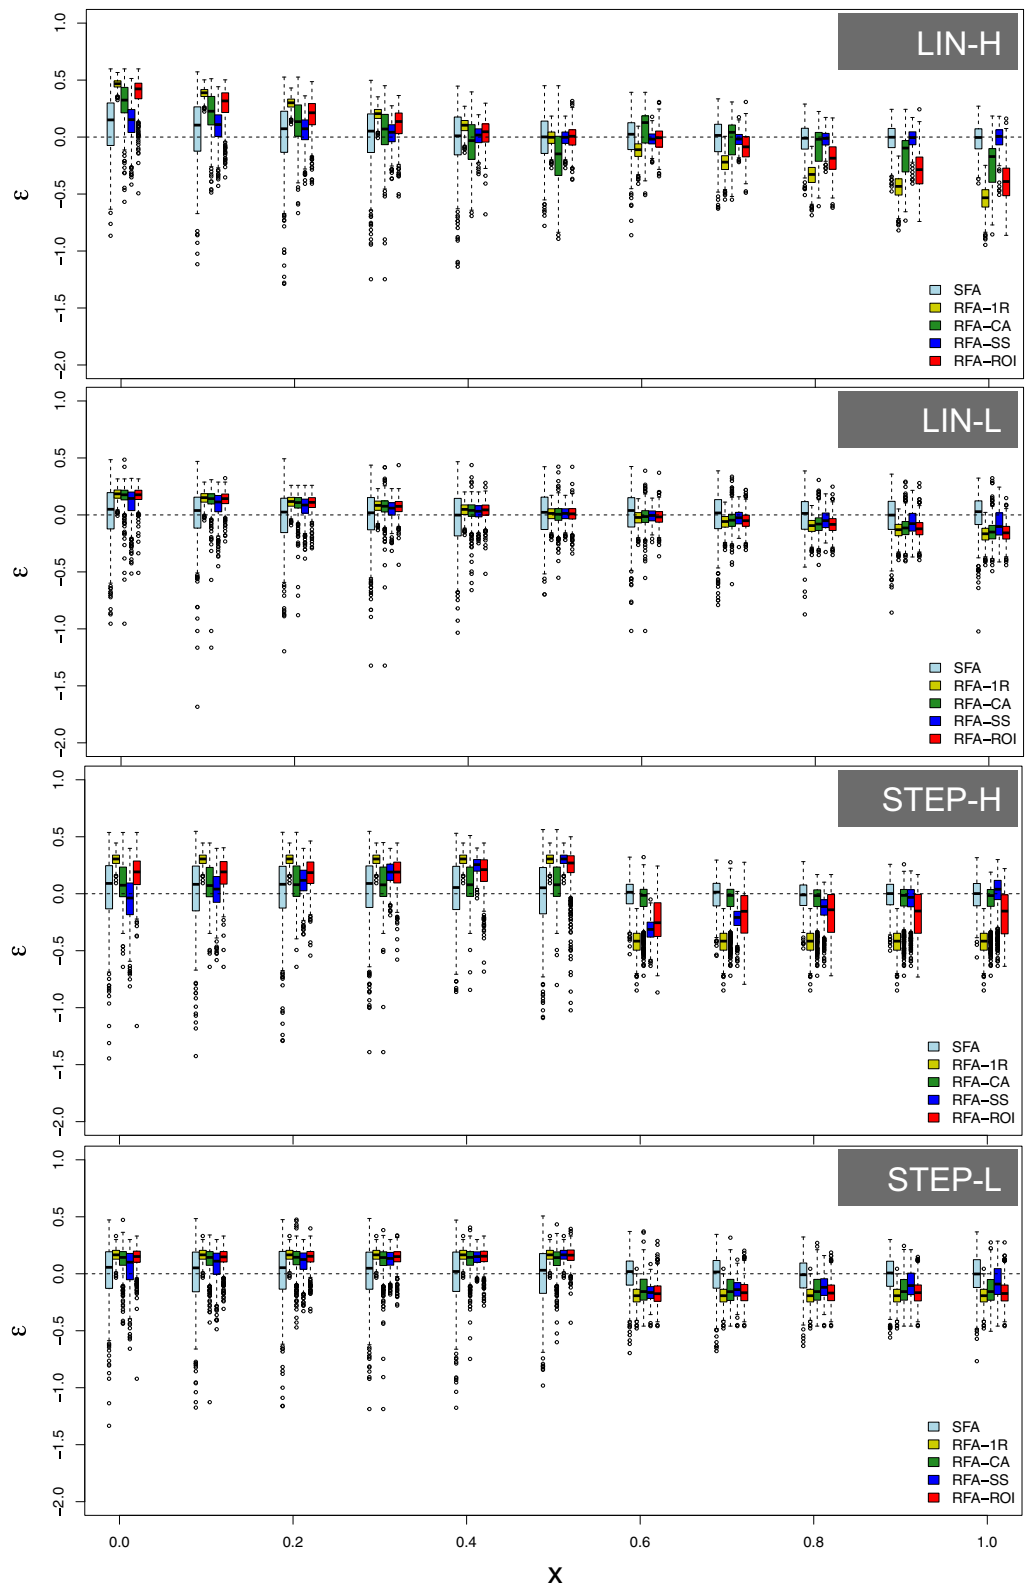 LIN-H
1.0
0.5
0.0
−0.5
−1.0
−1.5
−2.0
ε
SFA
RFA−1R
RFA−CA
RFA−SS
RFA−ROI
LIN-L
1.0
0.5
0.0
−0.5
−1.0
−1.5
−2.0
ε
SFA
RFA−1R
RFA−CA
RFA−SS
RFA−ROI
STEP-H
1.0
0.5
0.0
−0.5
−1.0
−1.5
−2.0
ε
SFA
RFA−1R
RFA−CA
RFA−SS
RFA−ROI
STEP-L
1.0
0.5
0.0
−0.5
−1.0
−1.5
−2.0
ε
SFA
RFA−1R
RFA−CA
RFA−SS
RFA−ROI
0.0 0.2 0.4 0.6 0.8 1.0
x